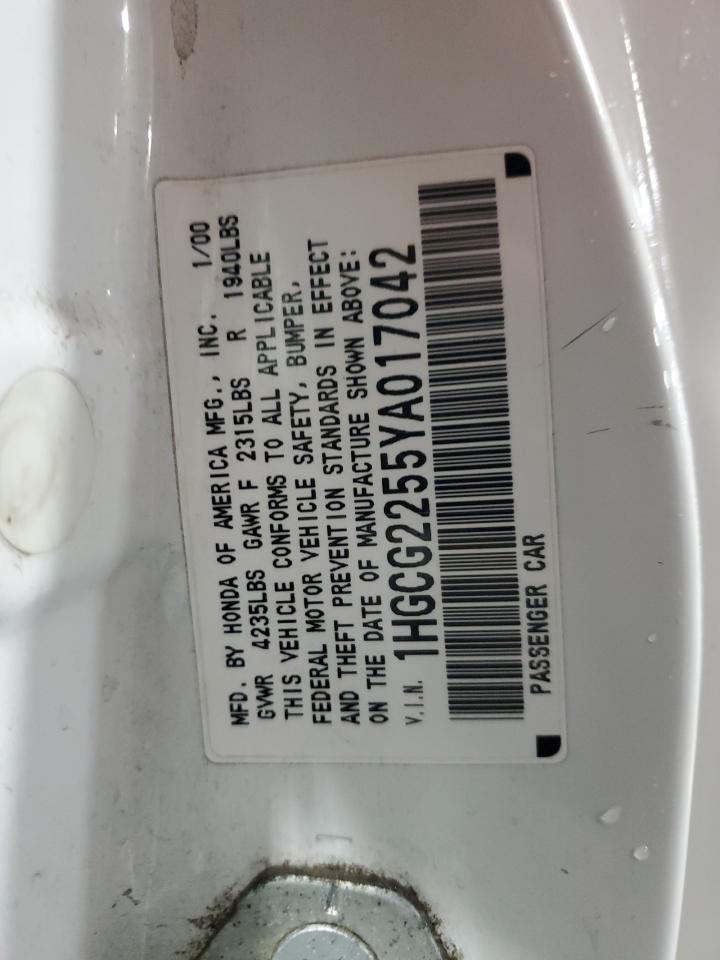 MFD. BY HONDA OF AMERICA MFG., INC. 1/00
GVWR 4235LBS GAWR F 2315LBS R 1940LBS
THIS VEHICLE CONFORMS TO ALL APPLICABLE
FEDERAL MOTOR VEHICLE SAFETY, BUMPER,
AND THEFT PREVENTION STANDARDS IN EFFECT
ON THE DATE OF MANUFACTURE SHOWN ABOVE:
V.I.N. 1HGCG2255YA017042
PASSENGER CAR